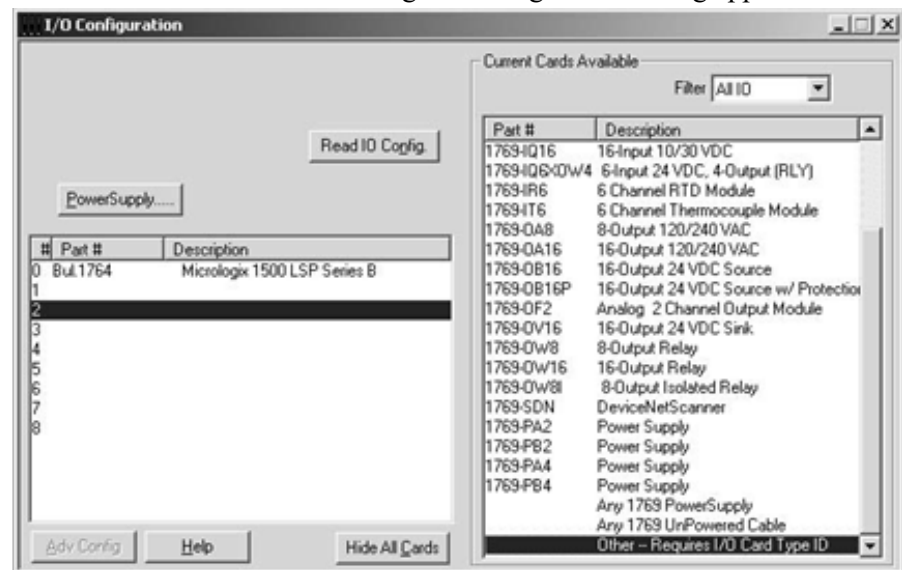 I/O Configuration
Read IO Config.
PowerSupply.....
# Part # Description
0 Bul.1764 Micrologix 1500 LSP Series B
1
2
3
4
5
6
7
8
Adv Config Help Hide All Cards
Current Cards Available
Filter All IO
Part # Description
1769-IQ16 16-Input 10/30 VDC
1769-IQ6XOW4 6-Input 24 VDC, 4-Output (RLY)
1769-IR6 6 Channel RTD Module
1769-IT6 6 Channel Thermocouple Module
1769-OA8 8-Output 120/240 VAC
1769-OA16 16-Output 120/240 VAC
1769-OB16 16-Output 24 VDC Source
1769-OB16P 16-Output 24 VDC Source w/ Protection
1769-OF2 Analog 2 Channel Output Module
1769-OV16 16-Output 24 VDC Sink
1769-OW8 8-Output Relay
1769-OW16 16-Output Relay
1769-OW8I 8-Output Isolated Relay
1769-SDN DeviceNetScanner
1769-PA2 Power Supply
1769-PB2 Power Supply
1769-PA4 Power Supply
1769-PB4 Power Supply
Any 1769 PowerSupply
Any 1769 UnPowered Cable
Other -- Requires I/O Card Type ID